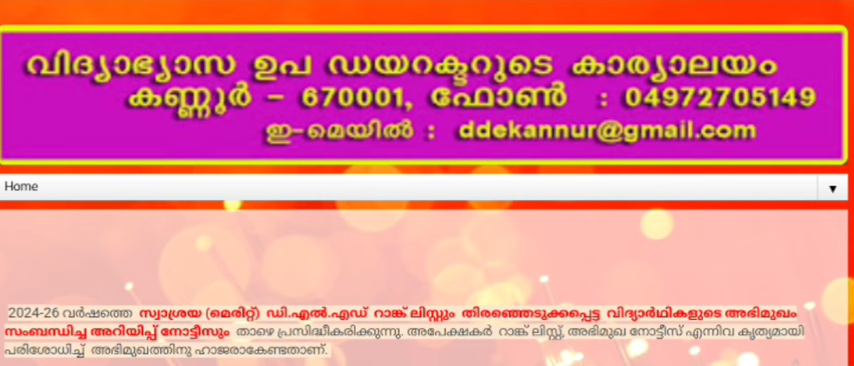 വിദ്യാഭ്യാസ ഉപ ഡയറക്ടറുടെ കാര്യാലയം
കണ്ണൂർ – 670001, ഫോൺ : 04972705149
ഇ-മെയിൽ : ddekannur@gmail.com
Home
2024-26 വർഷത്തെ സ്വാശ്രയ (മെരിറ്റ്) ഡി.എൽ.എഡ് റാങ്ക് ലിസ്റ്റും തിരഞ്ഞെടുക്കപ്പെട്ട വിദ്യാർഥികളുടെ അഭിമുഖം
സംബന്ധിച്ച അറിയിപ്പ് നോട്ടീസും താഴെ പ്രസിദ്ധീകരിക്കുന്നു. അപേക്ഷകർ റാങ്ക് ലിസ്റ്റ്, അഭിമുഖ നോട്ടീസ് എന്നിവ കൃത്യമായി
പരിശോധിച്ച് അഭിമുഖത്തിനു ഹാജരാകേണ്ടതാണ്.